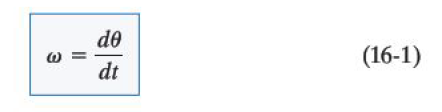 ω = dθ/dt (16-1)